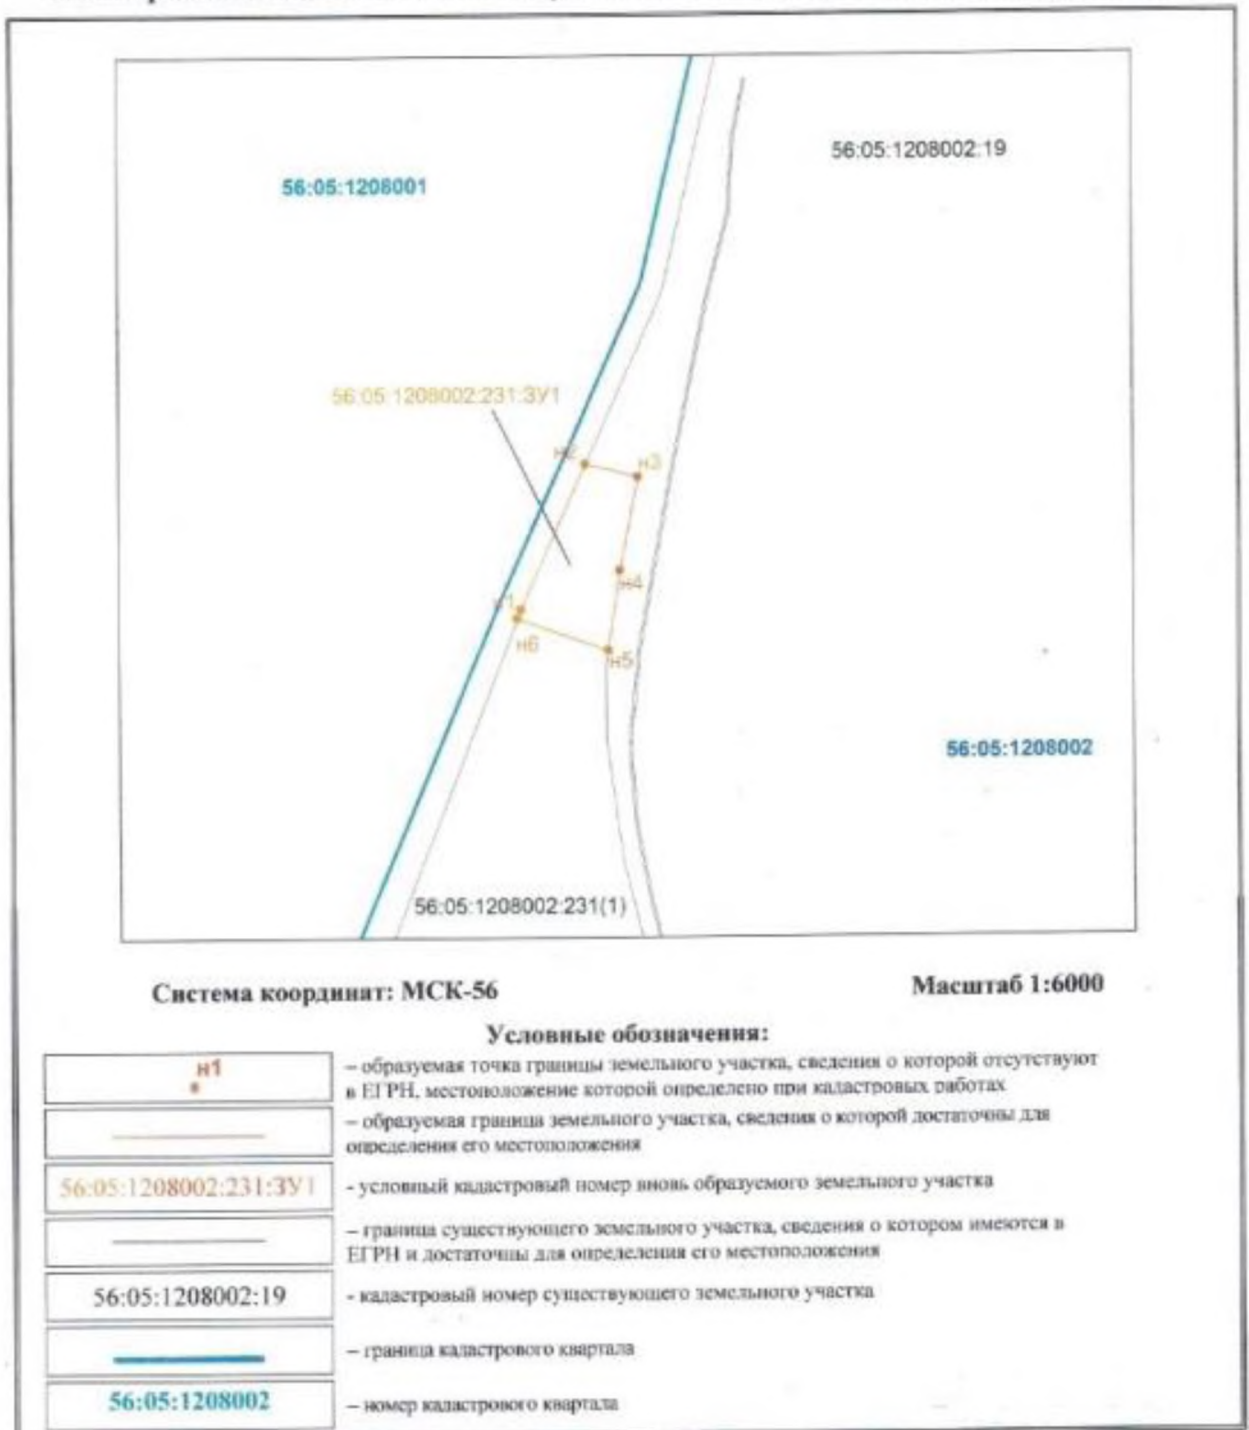 56:05:1208002:19
56:05:1208001
56:05:1208002:231:ЗУ1
н2
н3
н4
н1
н6
н5
56:05:1208002
56:05:1208002:231(1)
Система координат: МСК-56
Масштаб 1:6000
Условные обозначения:
н1
– образуемая точка границы земельного участка, сведения о которой отсутствуют
в ЕГРН, местоположение которой определено при кадастровых работах
– образуемая граница земельного участка, сведения о которой достаточны для
определения его местоположения
56:05:1208002:231:ЗУ1
- условный кадастровый номер вновь образуемого земельного участка
– граница существующего земельного участка, сведения о котором имеются в
ЕГРН и достаточны для определения его местоположения
56:05:1208002:19
- кадастровый номер существующего земельного участка
– граница кадастрового квартала
56:05:1208002
– номер кадастрового квартала